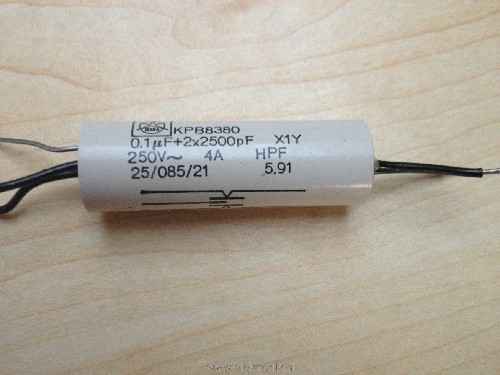 KPB8380
0.1µF+2x2500pF X1Y
250V~ 4A HPF
25/085/21 5.91